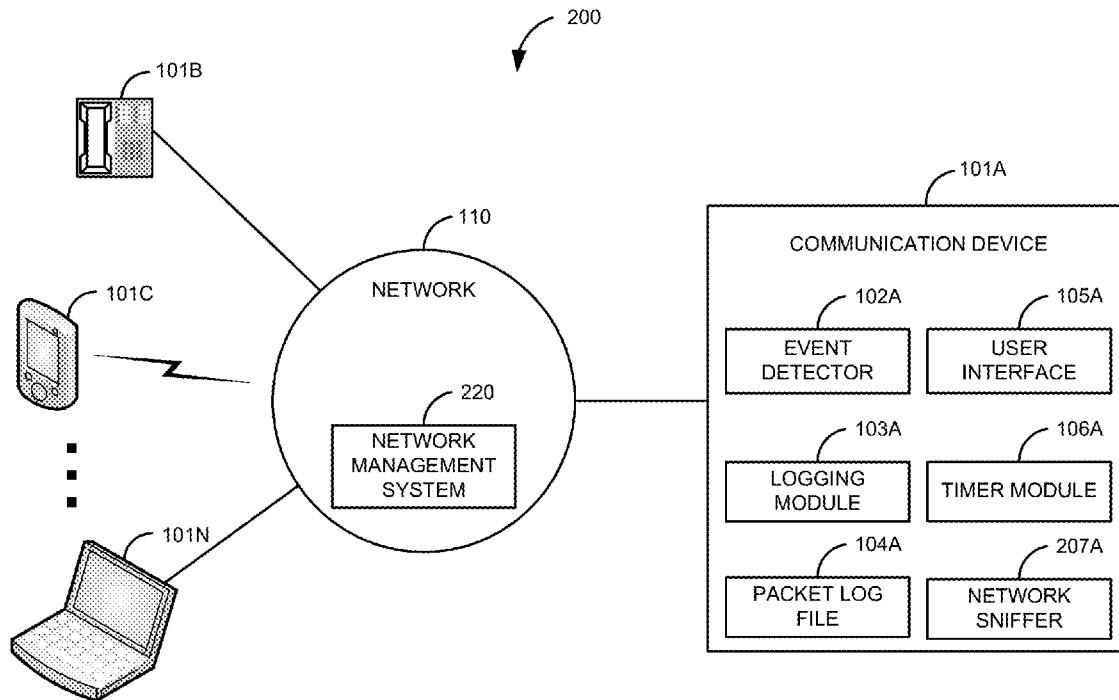 200
101B
101A
110
COMMUNICATION DEVICE
NETWORK
101C
102A
105A
EVENT
DETECTOR
USER
INTERFACE
220
NETWORK
MANAGEMENT
SYSTEM
103A
106A
LOGGING
MODULE
TIMER MODULE
101N
104A
207A
PACKET LOG
FILE
NETWORK
SNIFFER